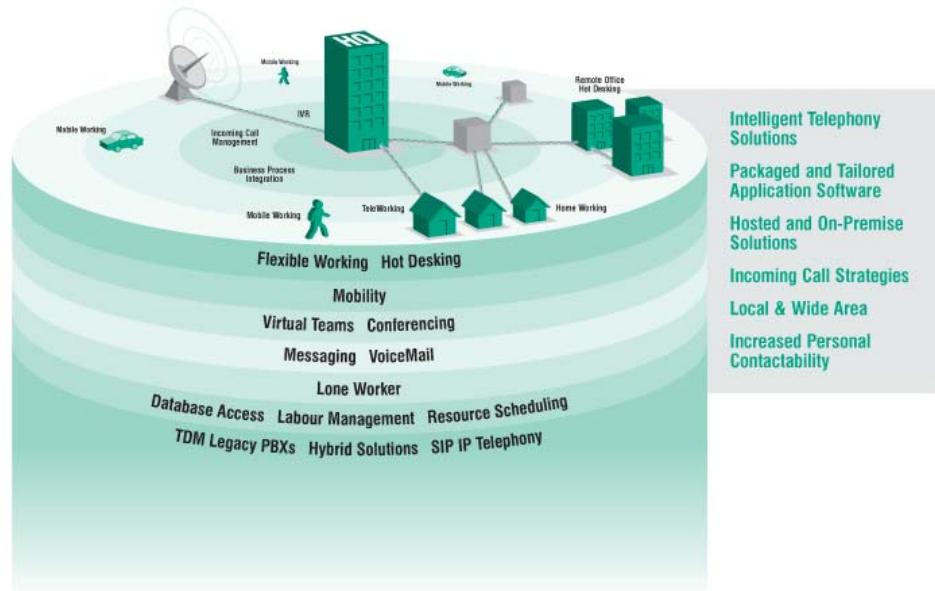 HQ.
Mobile Working
Mobile Working
Remote Office
Hot Desking
IVR
Mobile Working
Incoming Call
Management
Business Process
Integration
Mobile Working
TeleWorking
Home Working
Flexible Working Hot Desking
Mobility
Virtual Teams Conferencing
Messaging VoiceMail
Lone Worker
Database Access Labour Management Resource Scheduling
TDM Legacy PBXs Hybrid Solutions SIP IP Telephony
Intelligent Telephony
Solutions
Packaged and Tailored
Application Software
Hosted and On-Premise
Solutions
Incoming Call Strategies
Local & Wide Area
Increased Personal
Contactability